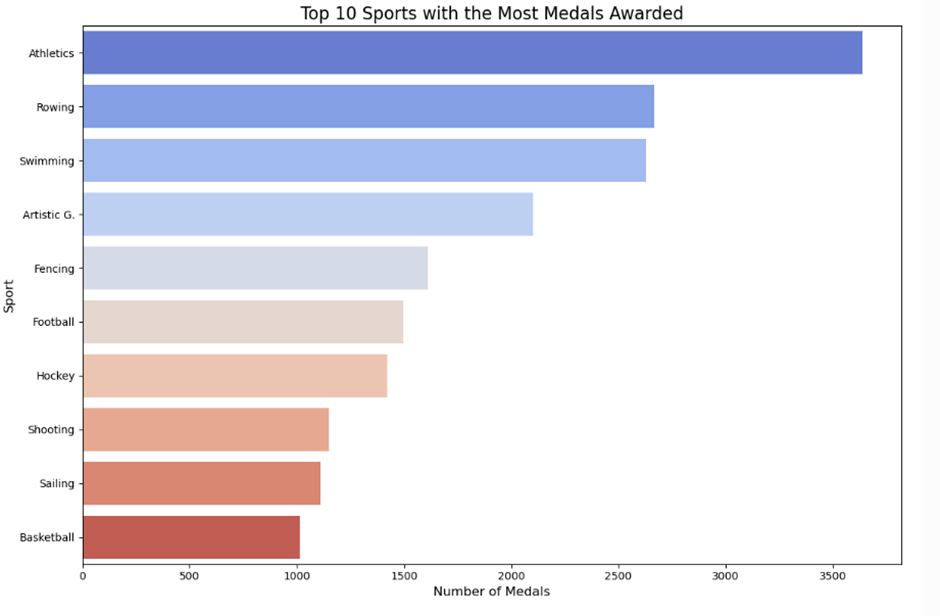 Top 10 Sports with the Most Medals Awarded
Athletics
Rowing
Swimming
Artistic G.
Fencing
Football
Hockey
Shooting
Sailing
Basketball
Sport
0 500 1000 1500 2000 2500 3000 3500
Number of Medals